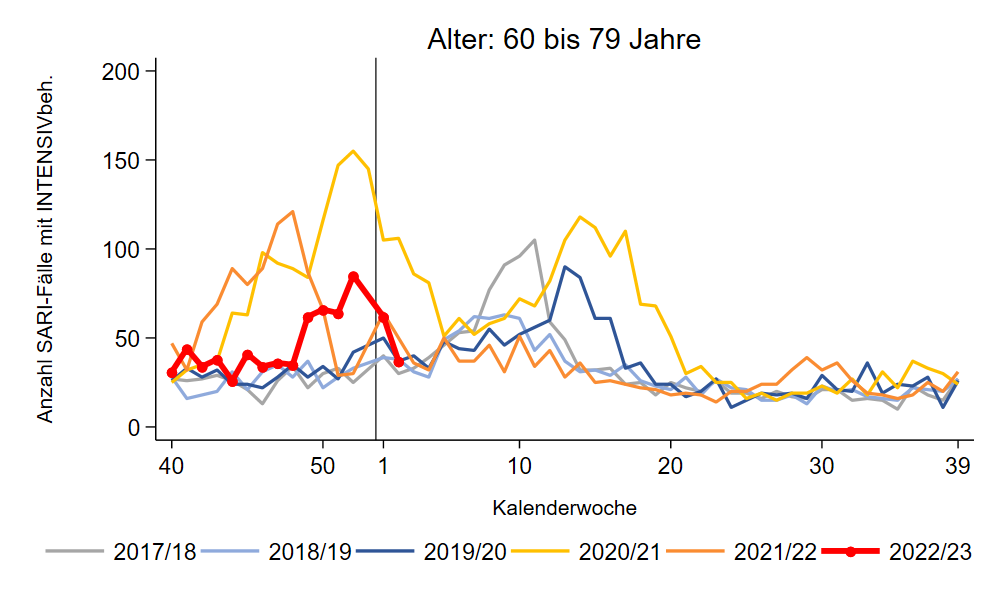 Alter: 60 bis 79 Jahre
Anzahl SARI-Fälle mit INTENSIVbeh.
200
150
100
50
0
40 50 1 10 20 30 39
Kalenderwoche
2017/18 2018/19 2019/20 2020/21 2021/22 2022/23